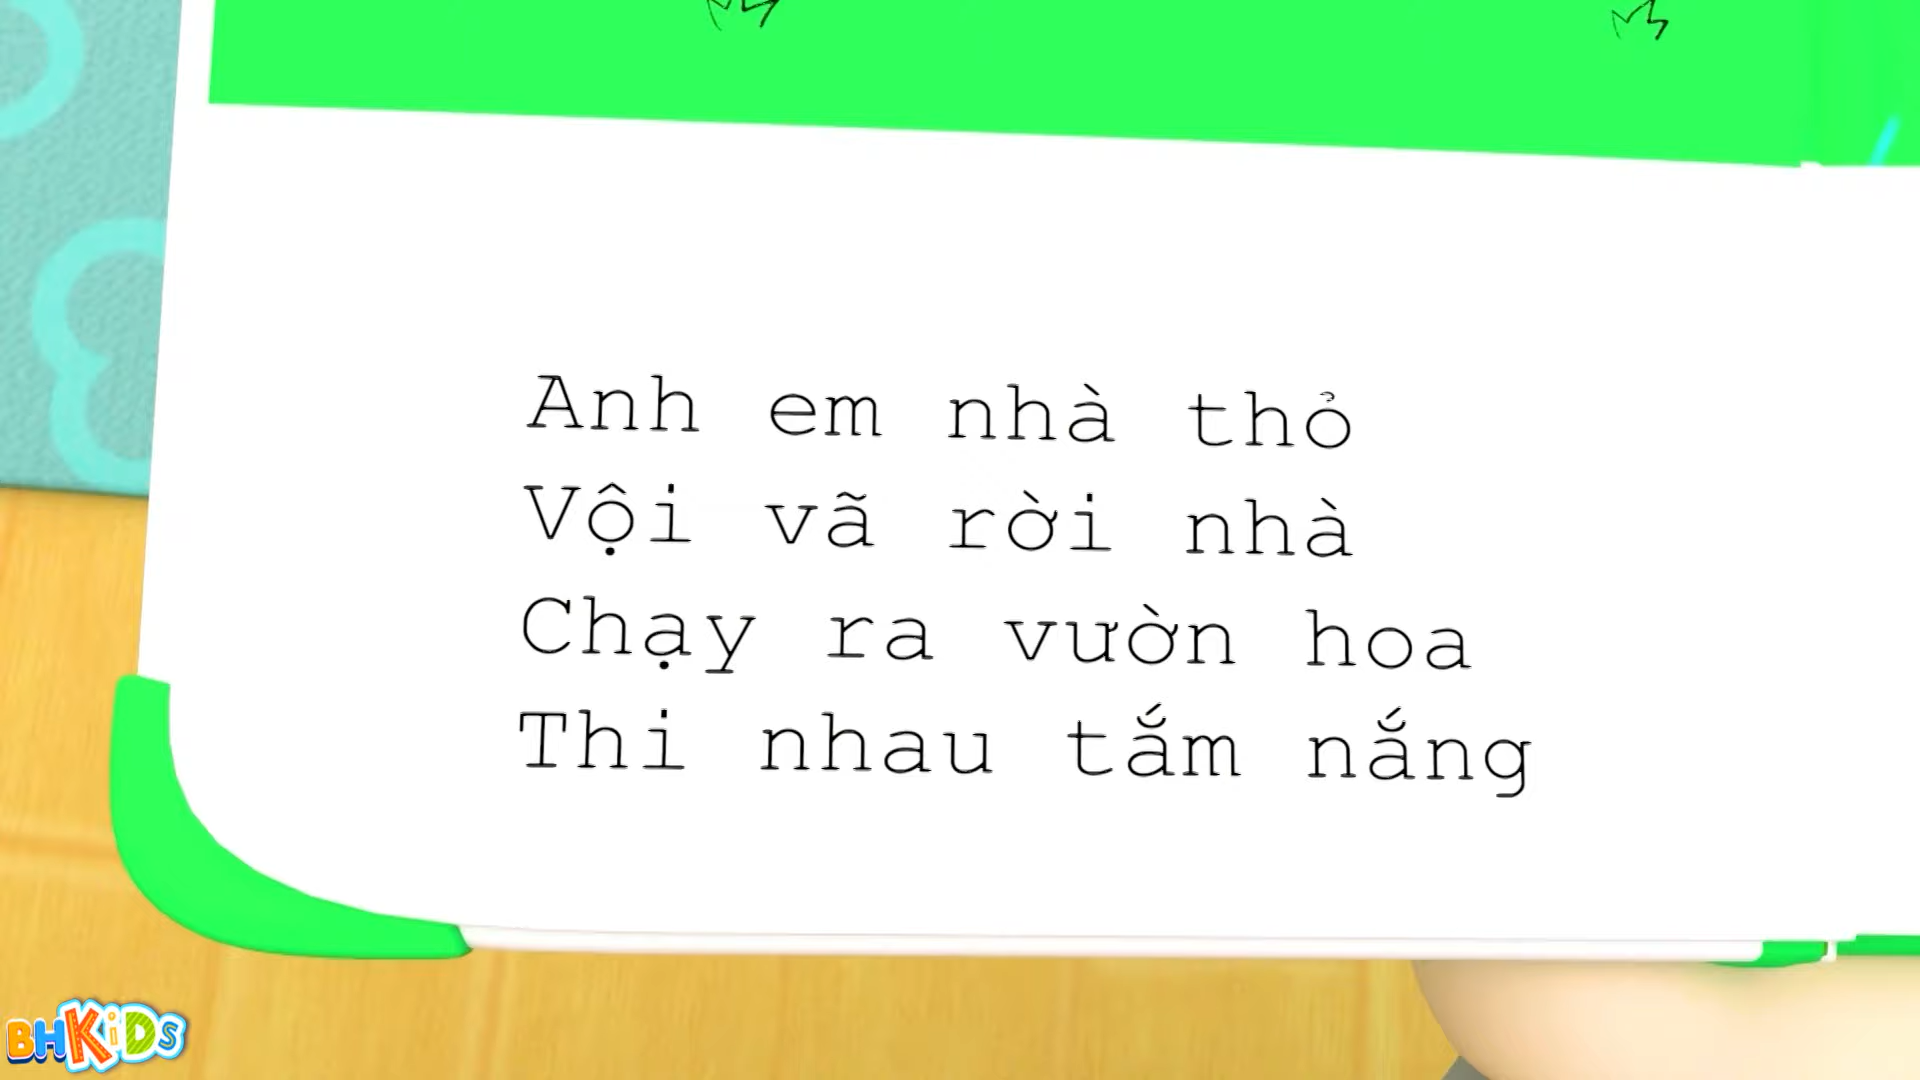 Anh em nhà thỏ
Vội vã rời nhà
Chạy ra vườn hoa
Thi nhau tắm nắng
BHKiDS